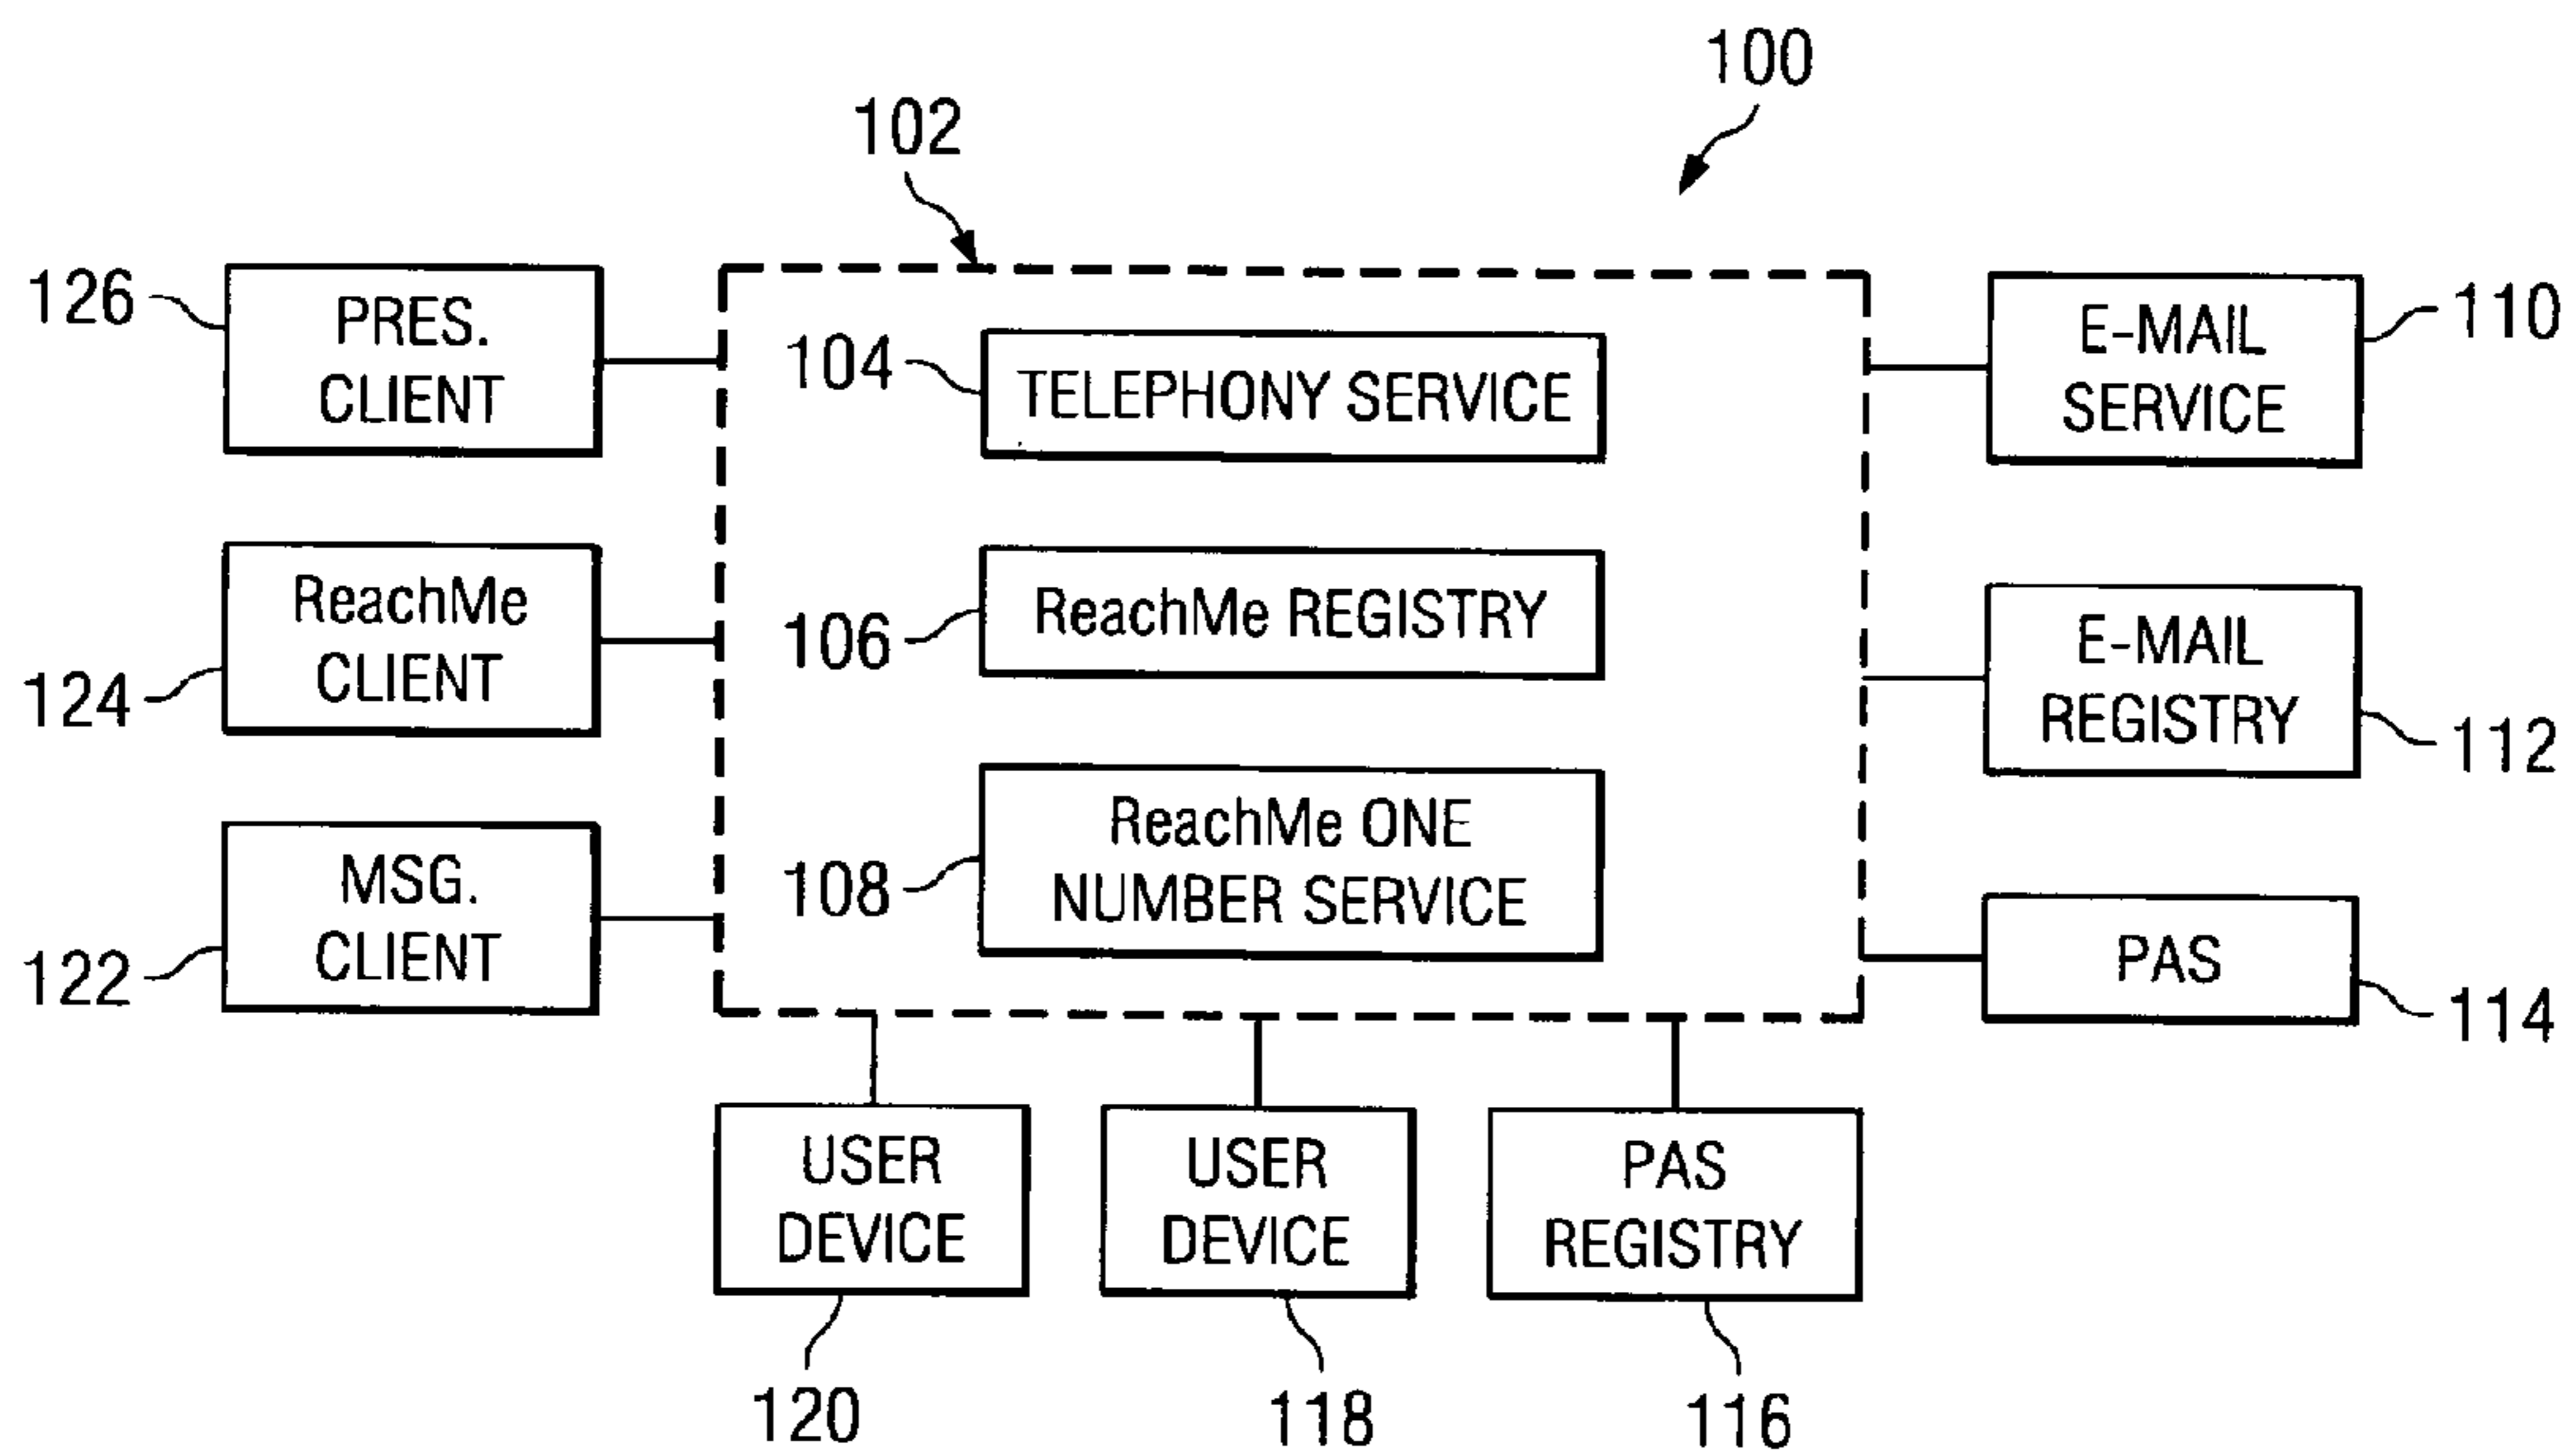 100
102
126
PRES.
CLIENT
104
TELEPHONY SERVICE
E-MAIL
SERVICE
110
124
ReachMe
CLIENT
106
ReachMe REGISTRY
E-MAIL
REGISTRY
112
122
MSG.
CLIENT
108
ReachMe ONE
NUMBER SERVICE
PAS
114
USER
DEVICE
USER
DEVICE
PAS
REGISTRY
120
118
116